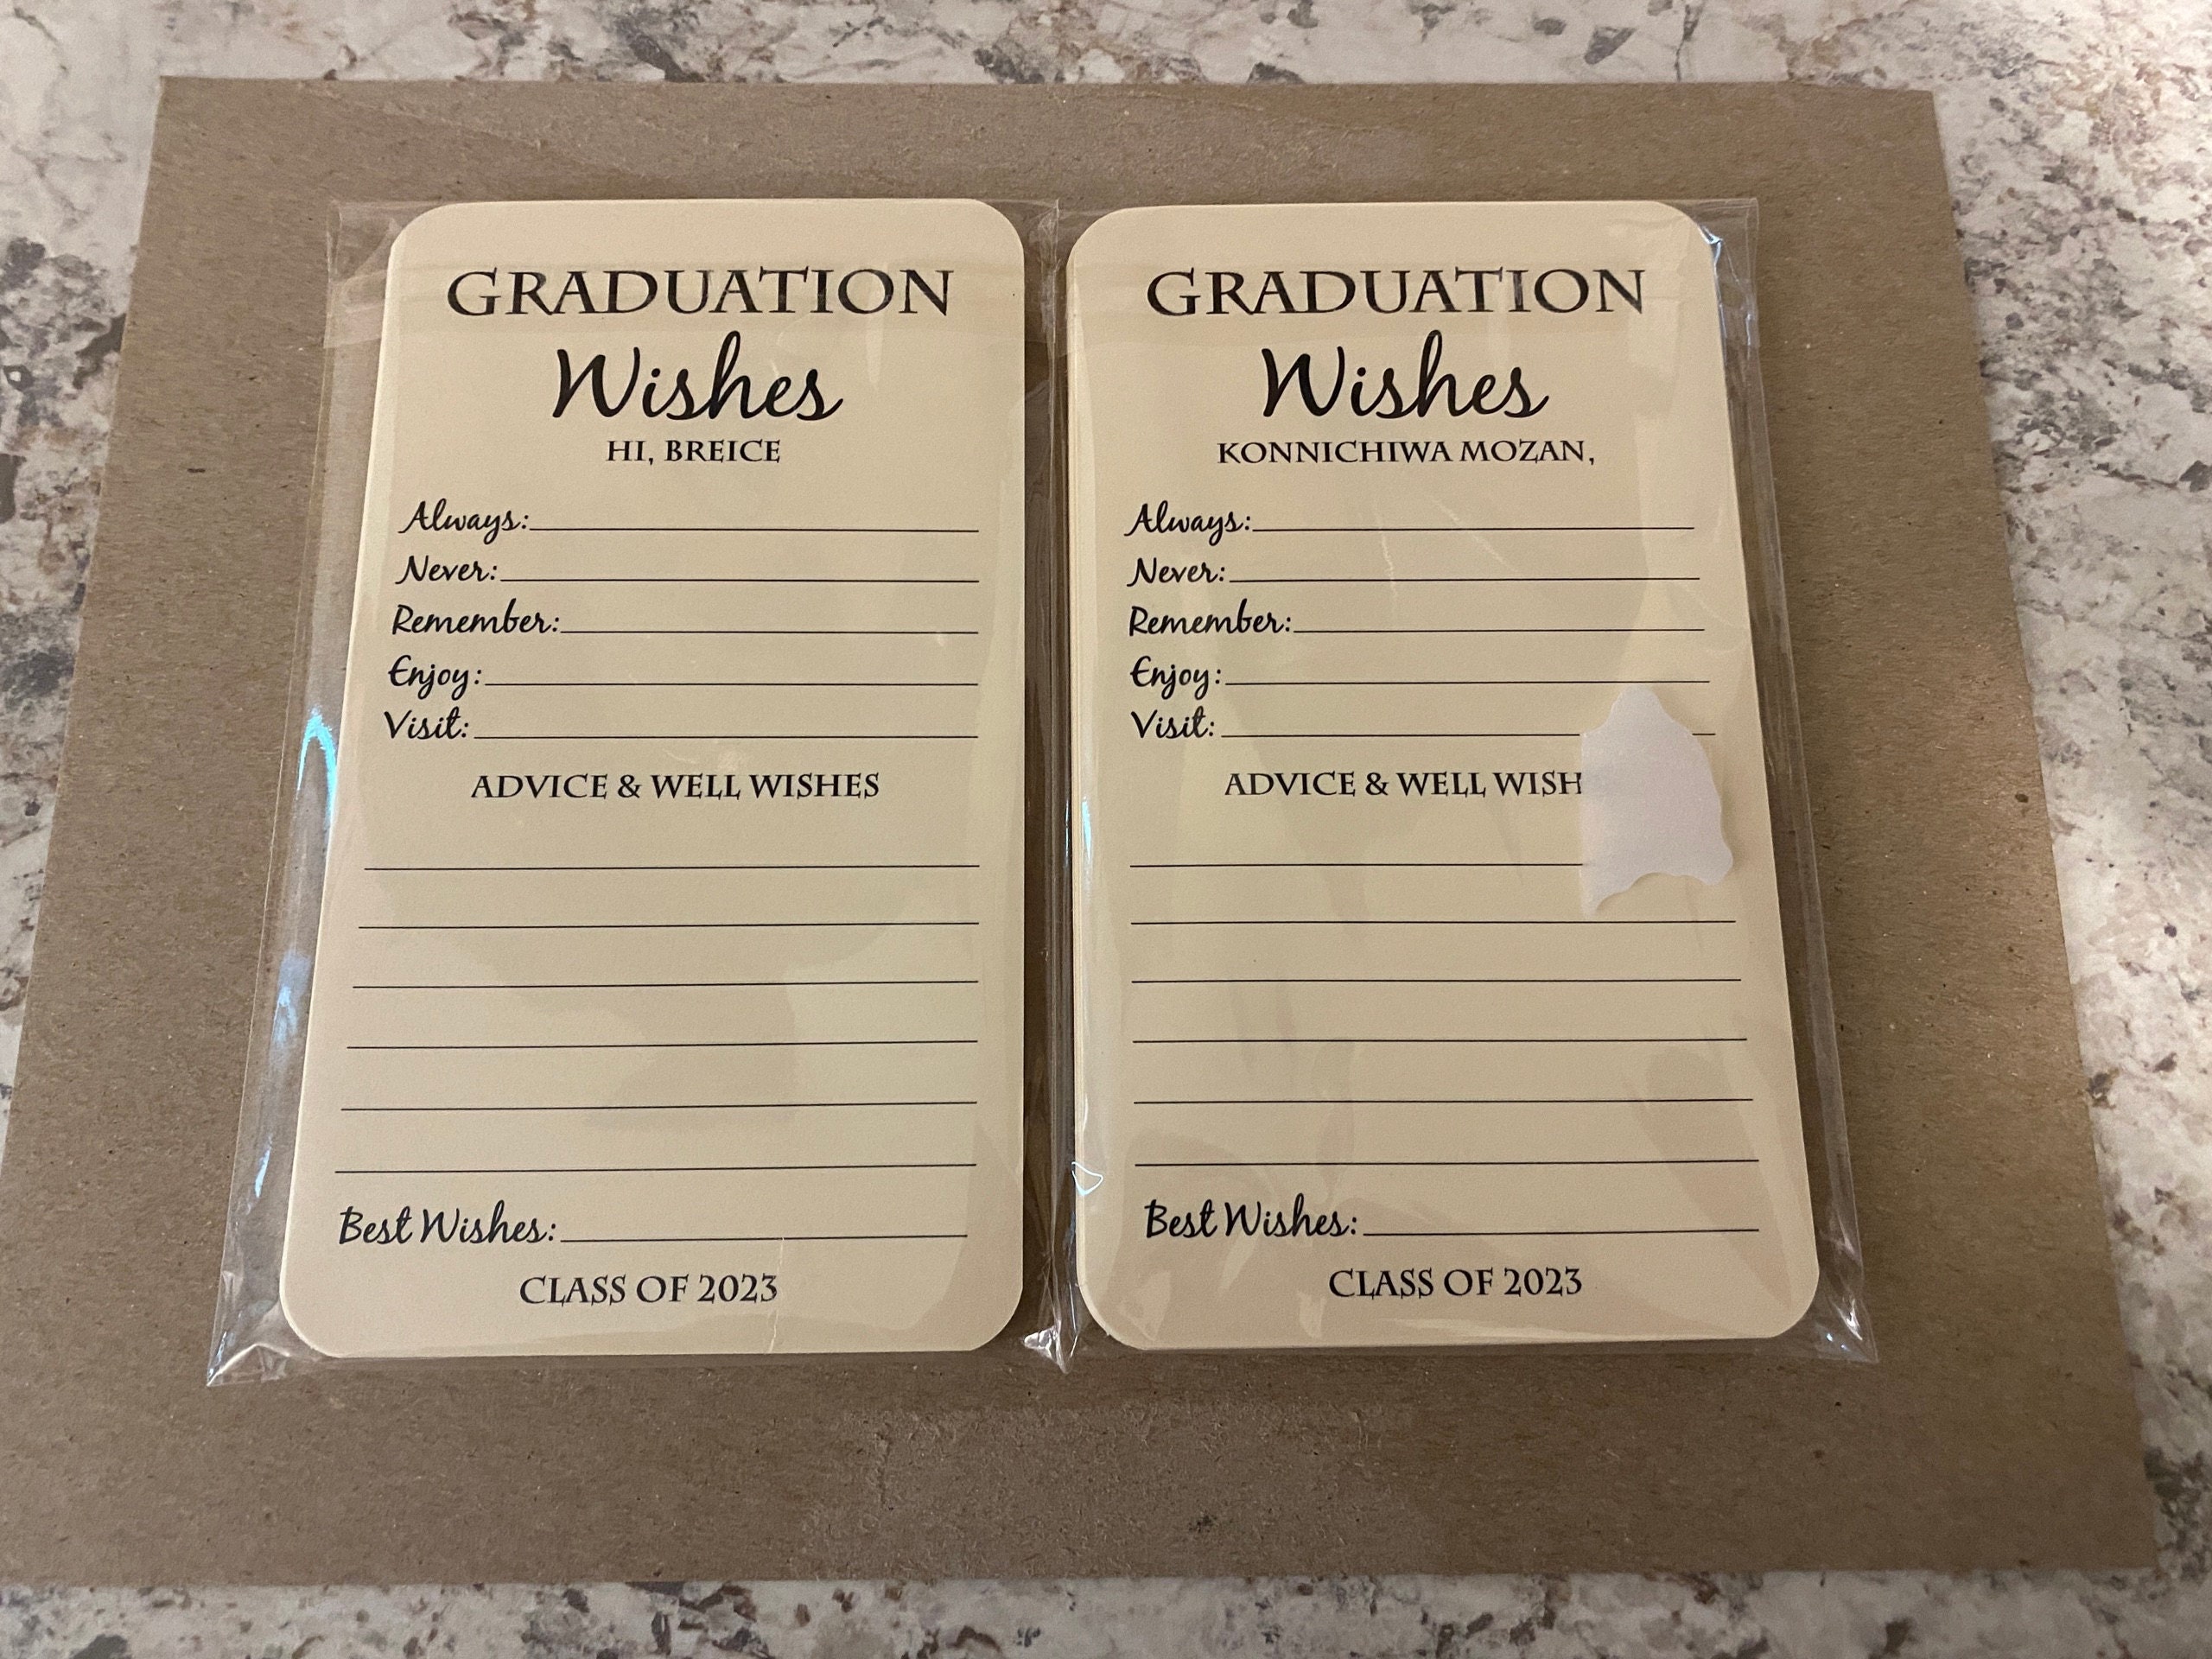 GRADUATION
Wishes
HI, BREICE
Always:
Never:
Remember:
Enjoy:
Visit:
ADVICE & WELL WISHES
Best Wishes:
CLASS OF 2023
GRADUATION
Wishes
KONNICHIWA MOZAN,
Always:
Never:
Remember:
Enjoy:
Visit:
ADVICE & WELL WISH
Best Wishes:
CLASS OF 2023